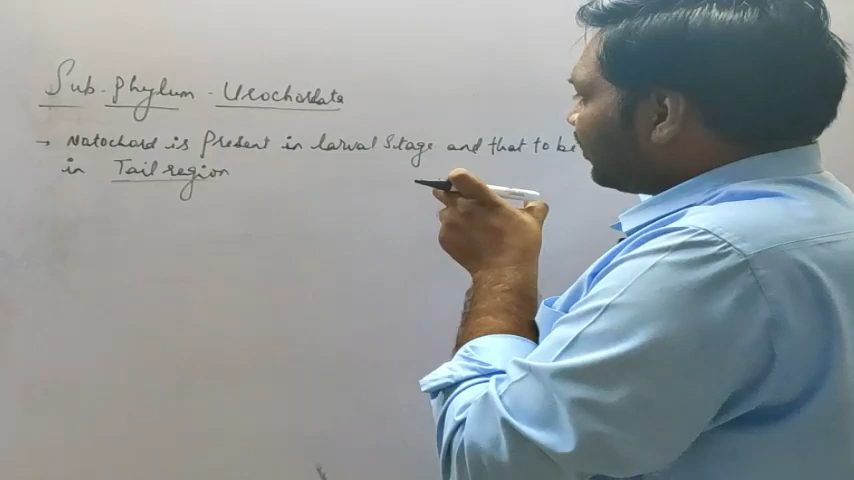 Sub-Phylum - Urochordata
→ Notochord is Present in larval Stage and that to be
in Tail region